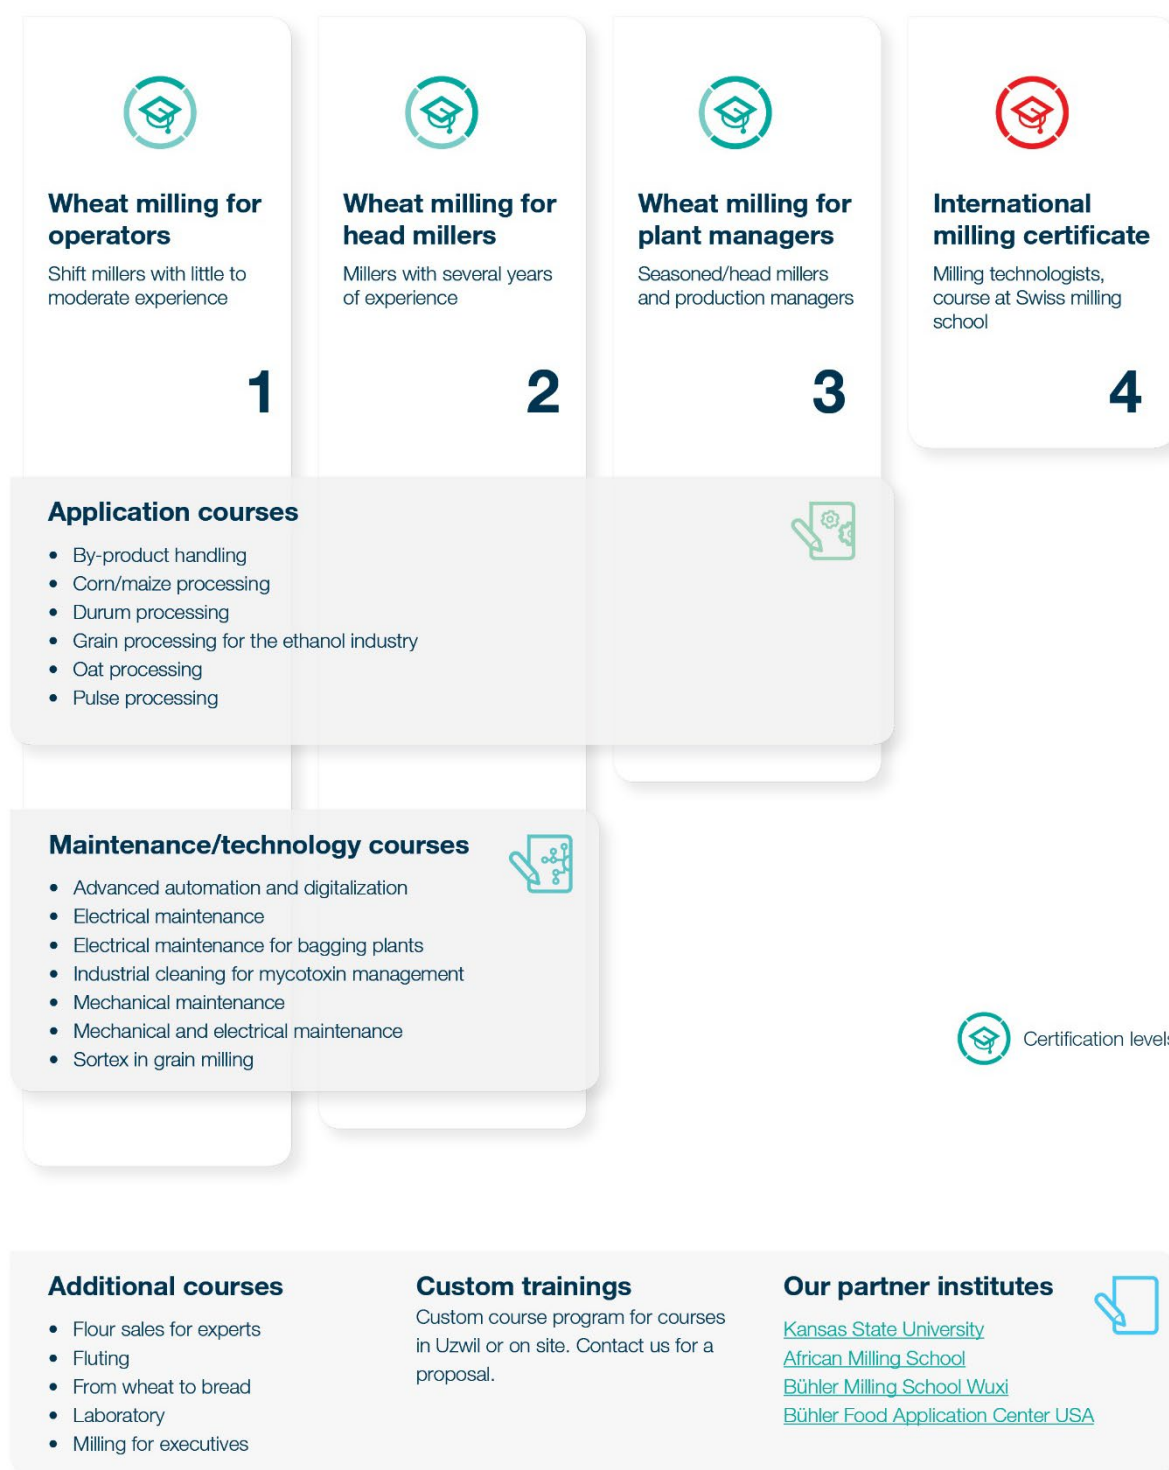 Wheat milling for
operators
Shift millers with little to
moderate experience
1
Wheat milling for
head millers
Millers with several years
of experience
2
Wheat milling for
plant managers
Seasoned/head millers
and production managers
3
International
milling certificate
Milling technologists,
course at Swiss milling
school
4
Application courses
• By-product handling
• Corn/maize processing
• Durum processing
• Grain processing for the ethanol industry
• Oat processing
• Pulse processing
Maintenance/technology courses
• Advanced automation and digitalization
• Electrical maintenance
• Electrical maintenance for bagging plants
• Industrial cleaning for mycotoxin management
• Mechanical maintenance
• Mechanical and electrical maintenance
• Sortex in grain milling
Certification levels
Additional courses
• Flour sales for experts
• Fluting
• From wheat to bread
• Laboratory
• Milling for executives
Custom trainings
Custom course program for courses
in Uzwil or on site. Contact us for a
proposal.
Our partner institutes
Kansas State University
African Milling School
Bühler Milling School Wuxi
Bühler Food Application Center USA